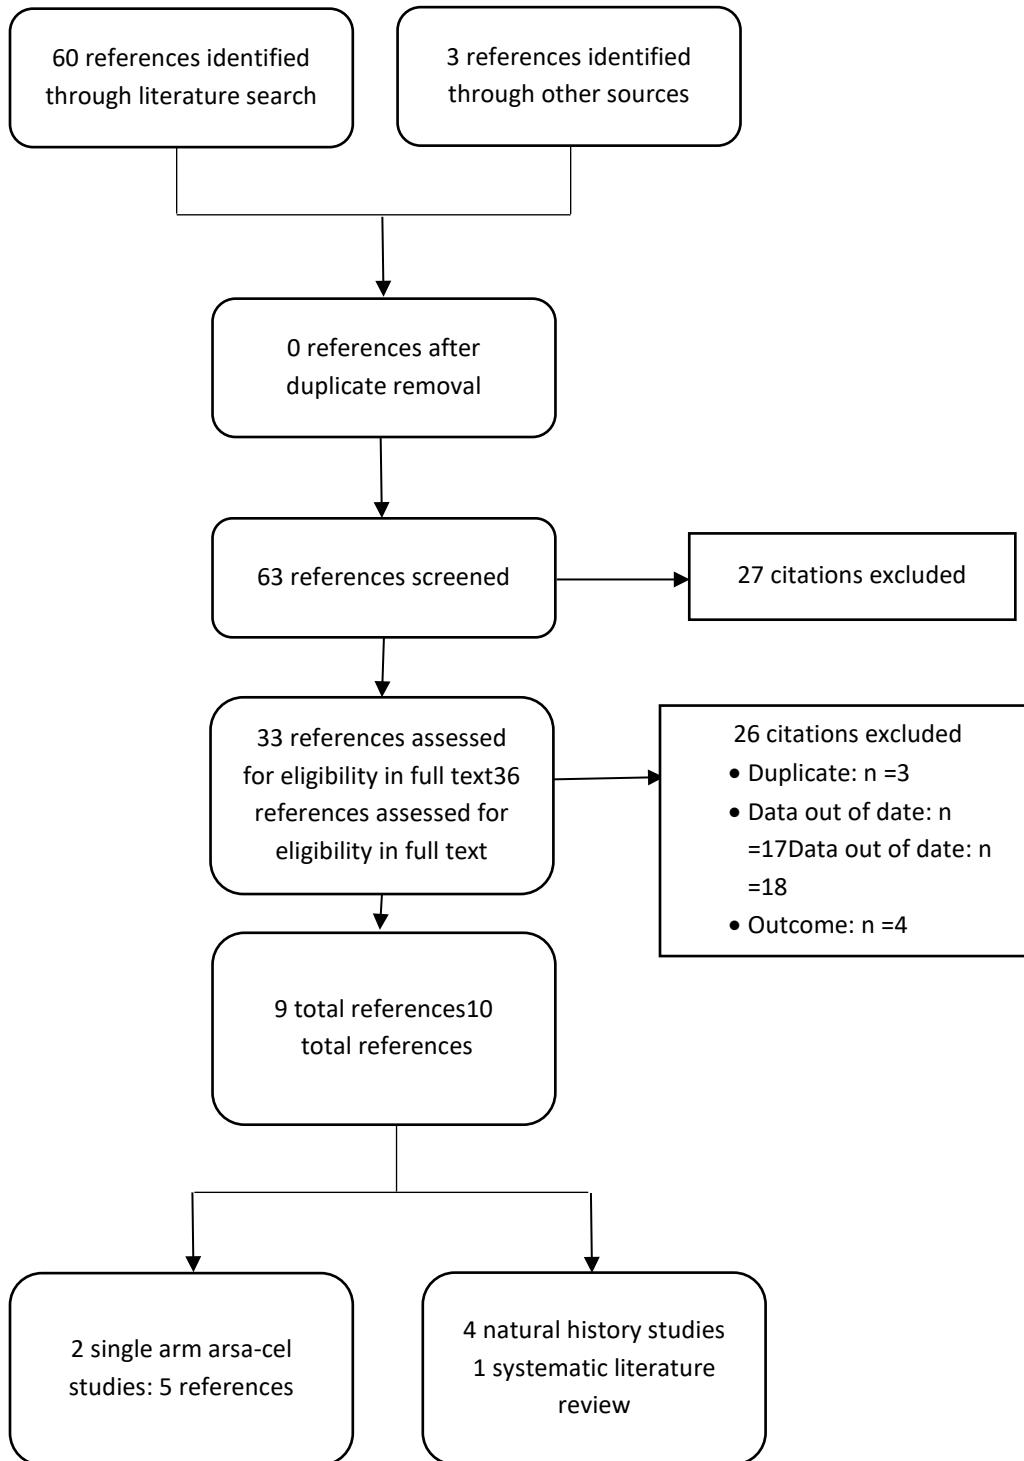 60 references identified
through literature search
3 references identified
through other sources
0 references after
duplicate removal
63 references screened
27 citations excluded
33 references assessed
for eligibility in full text36
references assessed for
eligibility in full text
26 citations excluded
• Duplicate: n =3
• Data out of date: n
=17Data out of date: n
=18
• Outcome: n =4
9 total references10
total references
2 single arm arsa-cel
studies: 5 references
4 natural history studies
1 systematic literature
review